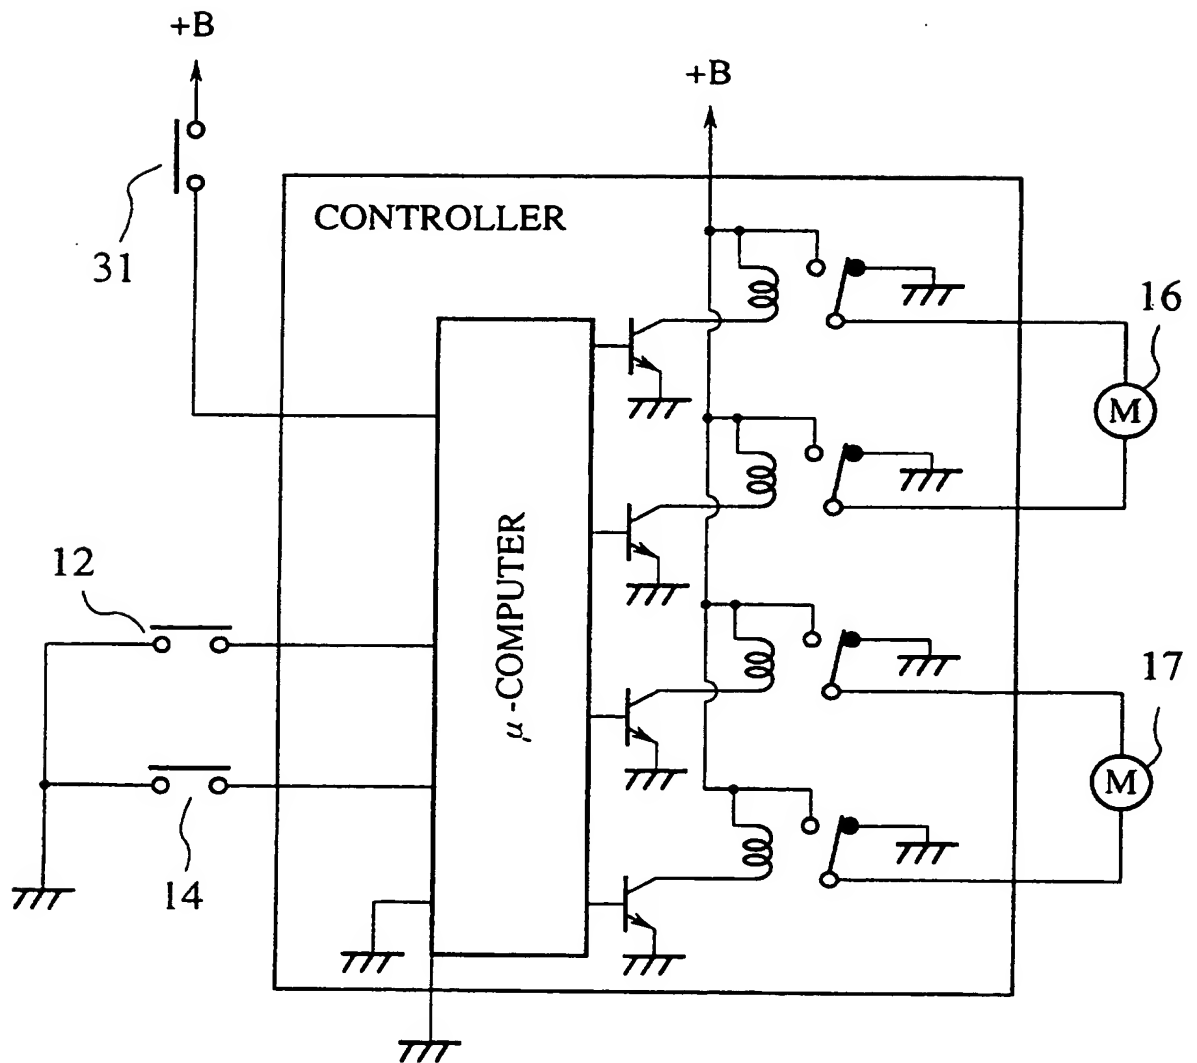 +B
+B
31
CONTROLLER
16
M
12
μ-COMPUTER
17
M
14